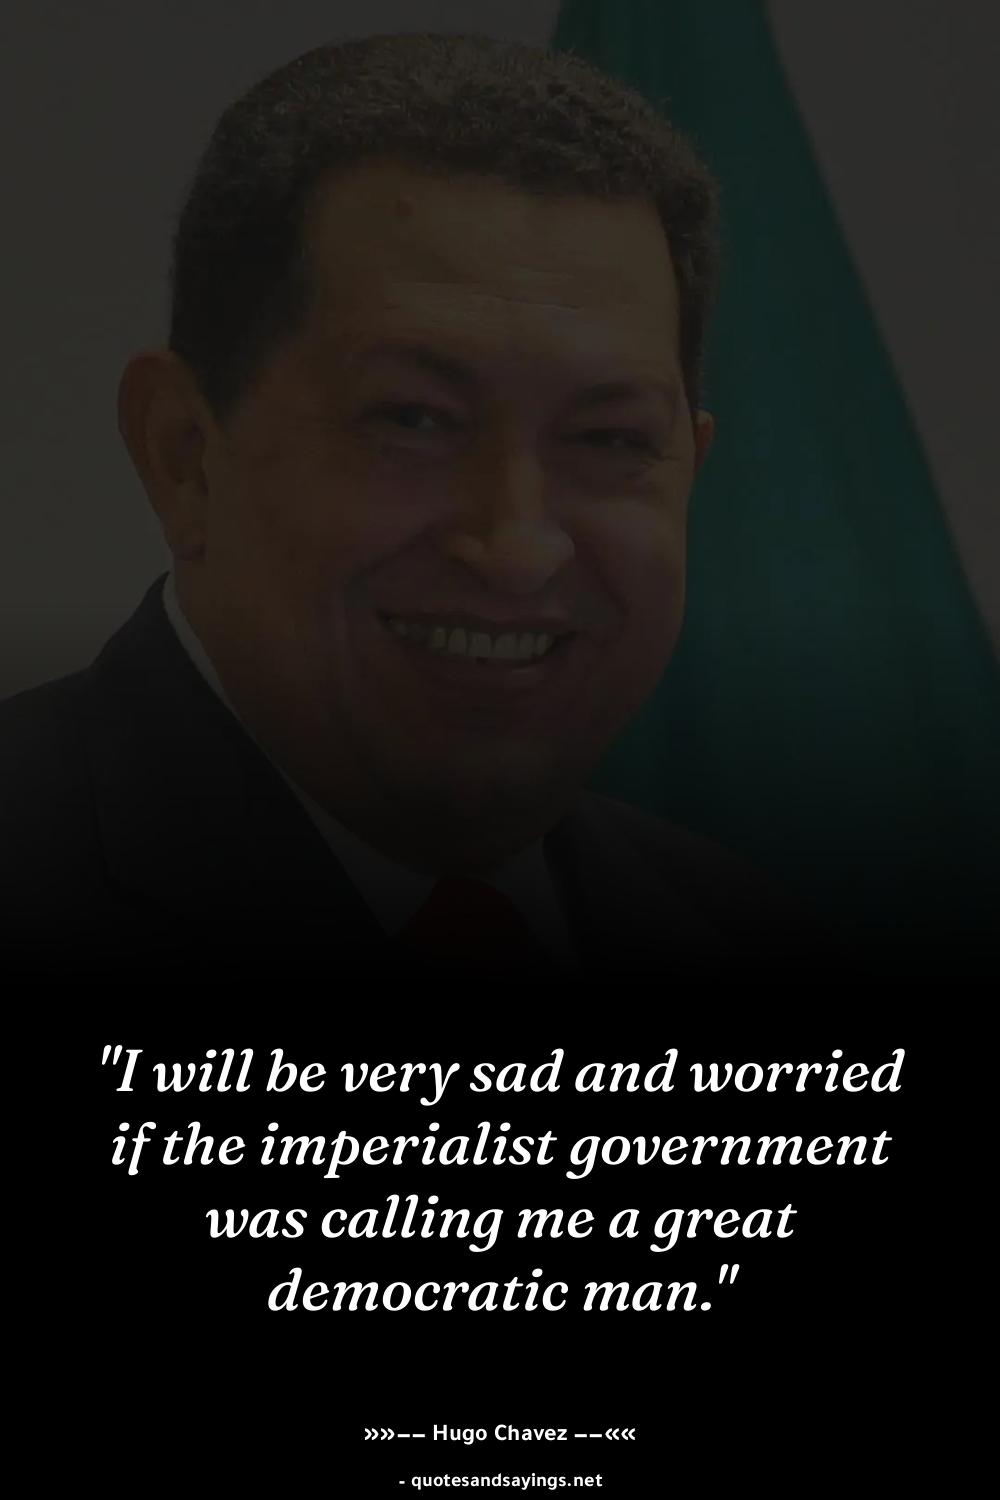 "I will be very sad and worried
if the imperialist government
was calling me a great
democratic man."
»»–– Hugo Chavez ––««
- quotesandsayings.net